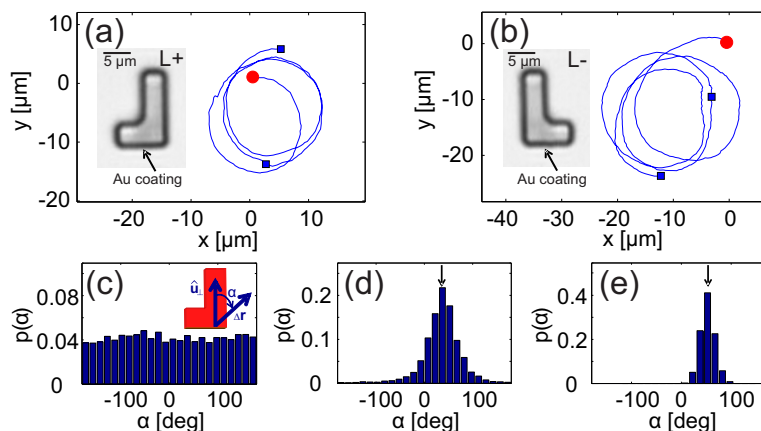 (a)
5 µm
L+
Au coating
y [µm]
10
0
-10
-20
-20
-10
0
10
x [µm]
(b)
5 µm
L-
Au coating
y [µm]
10
0
-10
-20
-40
-30
-20
-10
0
x [µm]
(c)
û⊥
α
Δr
p(α)
0.08
0.04
0
-100
0
100
α [deg]
(d)
p(α)
0.2
0.1
0
-100
0
100
α [deg]
(e)
p(α)
0.4
0.2
0
-100
0
100
α [deg]